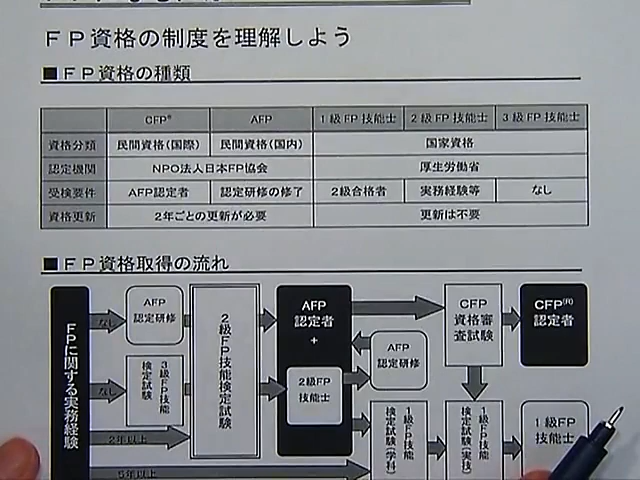 FP資格の制度を理解しよう
■FP資格の種類
CFP® AFP 1級FP技能士 2級FP技能士 3級FP技能士
資格分類 民間資格(国際) 民間資格(国内) 国家資格
認定機関 NPO法人日本FP協会 厚生労働省
受検要件 AFP認定者 認定研修の修了 2級合格者 実務経験等 なし
資格更新 2年ごとの更新が必要 更新は不要
■FP資格取得の流れ
FPに関する実務経験
なし
AFP
認定研修
なし
3級FP技能
検定試験
2年以上
5年以上
2級FP技能検定試験
AFP
認定者
+
2級FP
技能士
AFP
認定研修
CFP
資格審
査試験
CFP(R)
認定者
1級FP技能
検定試験(学科)
1級FP技能
検定試験(実技)
1級FP
技能士